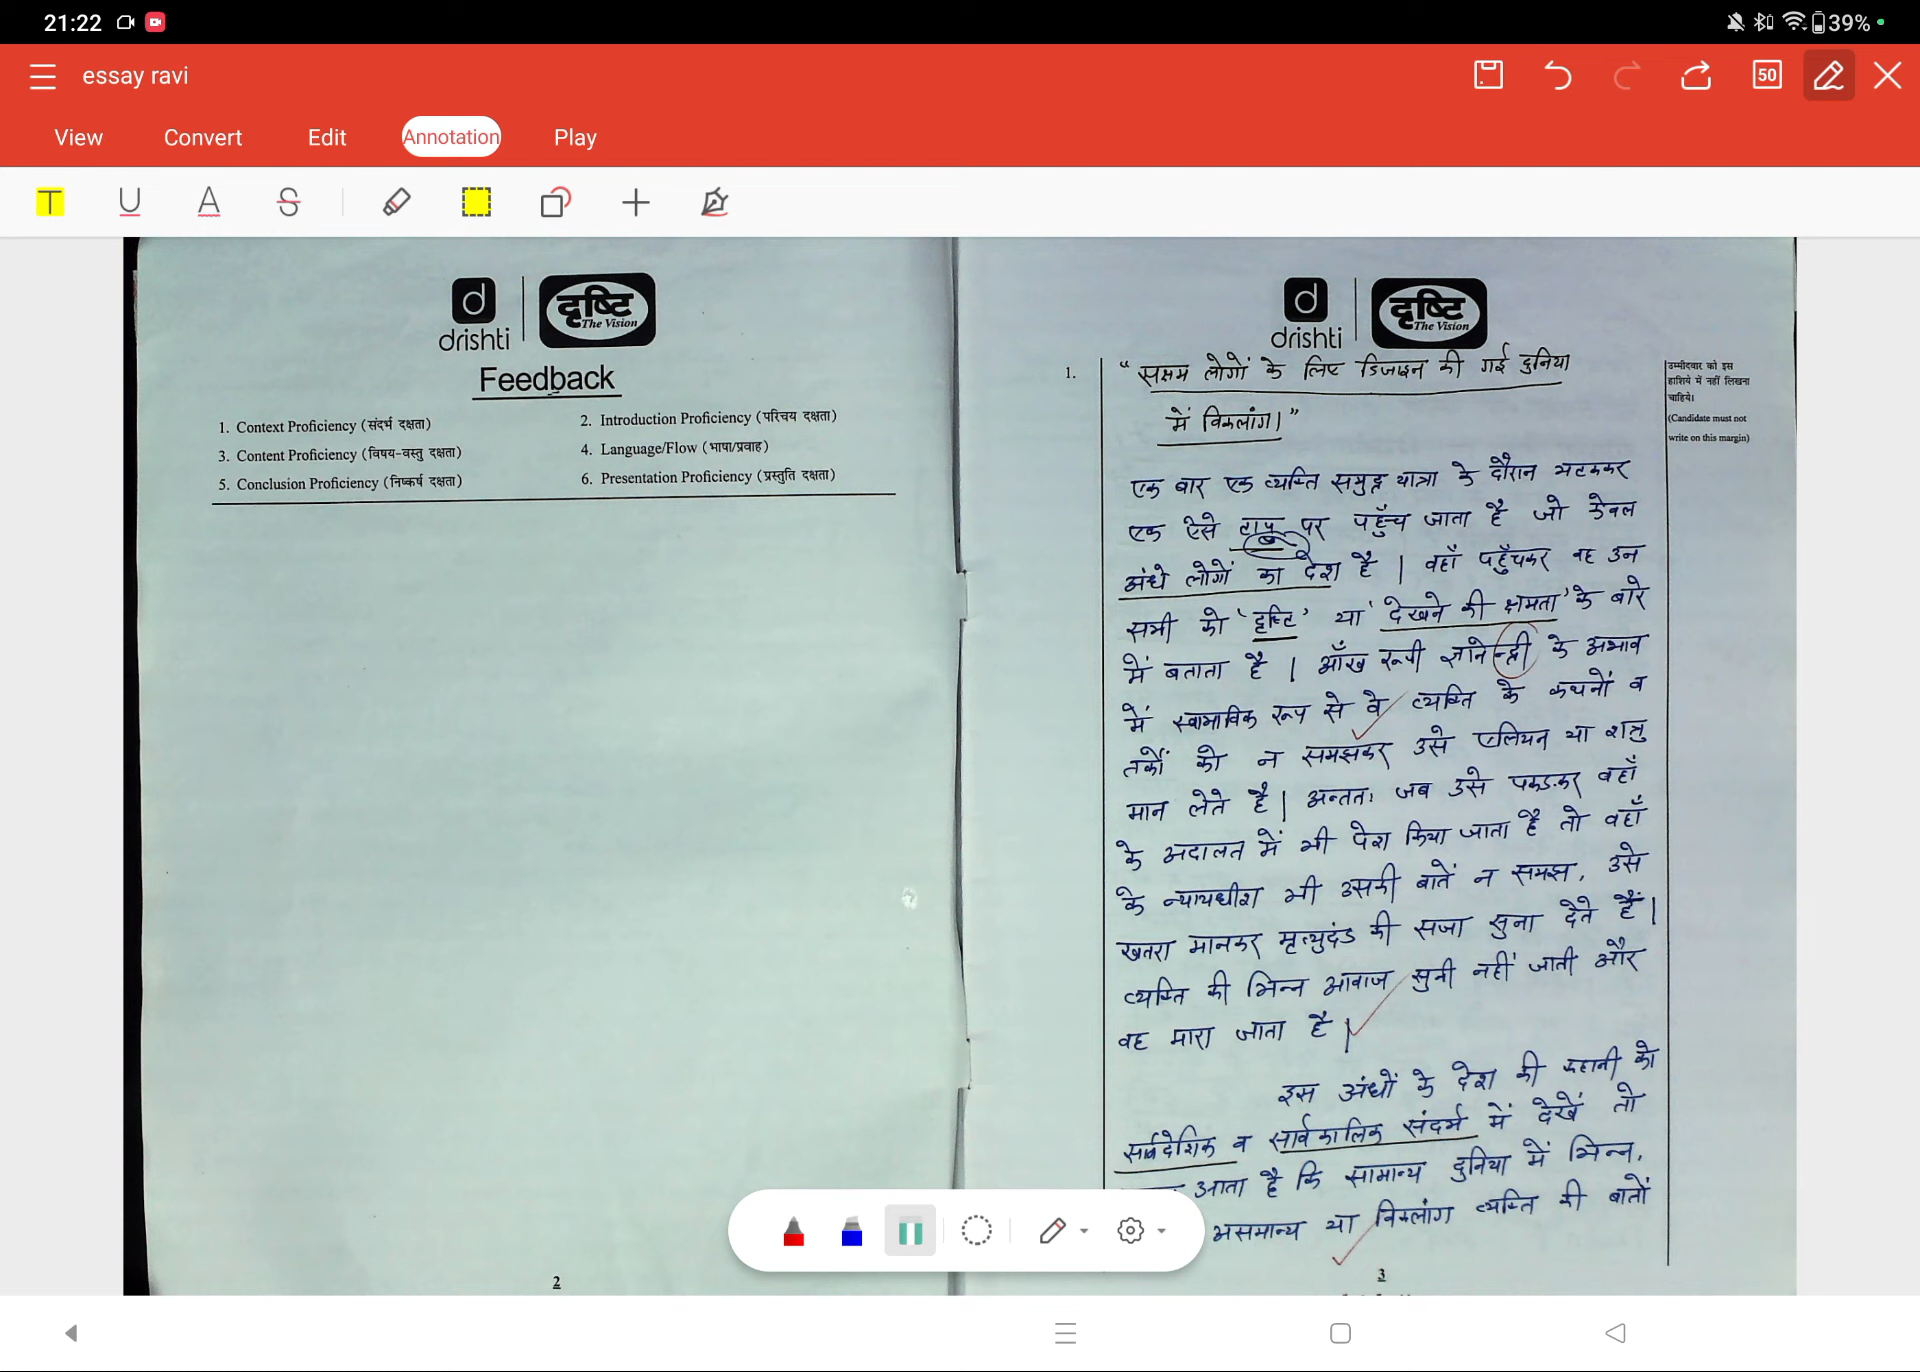 21:22
39%
essay ravi
50
View
Convert
Edit
Annotation
Play
T U A S
d
drishti
दृष्टि
The Vision
Feedback
1. Context Proficiency (संदर्भ दक्षता)
2. Introduction Proficiency (परिचय दक्षता)
3. Content Proficiency (विषय-वस्तु दक्षता)
4. Language/Flow (भाषा/प्रवाह)
5. Conclusion Proficiency (निष्कर्ष दक्षता)
6. Presentation Proficiency (प्रस्तुति दक्षता)
2
d
drishti
दृष्टि
The Vision
1.
“सक्षम लोगों के लिए डिजाइन की गई दुनिया
में विकलांग।”
एक बार एक व्यक्ति समुद्र यात्रा के दौरान भटककर
एक ऐसे टापू पर पहुँच जाता है जो केवल
अंधे लोगों का देश है | वहाँ पहुँचकर वह उन
सभी को ‘दृष्टि’ या ‘देखने की क्षमता’ के बारे
में बताता है | आँख रूपी ज्ञानेन्द्री के अभाव
में स्वाभाविक रूप से वे व्यक्ति के कथनों व
तर्कों को न समझकर उसे एलियन या शत्रु
मान लेते है | अन्ततः जब उसे पकड़कर वहाँ
के अदालत में भी पेश किया जाता है तो वहाँ
के न्यायधीश भी उसकी बातें न समझ, उसे
खतरा मानकर मृत्युदंड की सजा सुना देते हैं |
व्यक्ति की भिन्न आवाज सुनी नहीं जाती और
वह मारा जाता है |
इस अंधों के देश की कहानी को
सार्वदेशिक व सार्वकालिक संदर्भ में देखें तो
आता है कि सामान्य दुनिया में भिन्न,
असमान्य या विकलांग व्यक्ति की बातों
3
उम्मीदवार को इस
हाशिये में नहीं लिखना
चाहिये।
(Candidate must not
write on this margin)